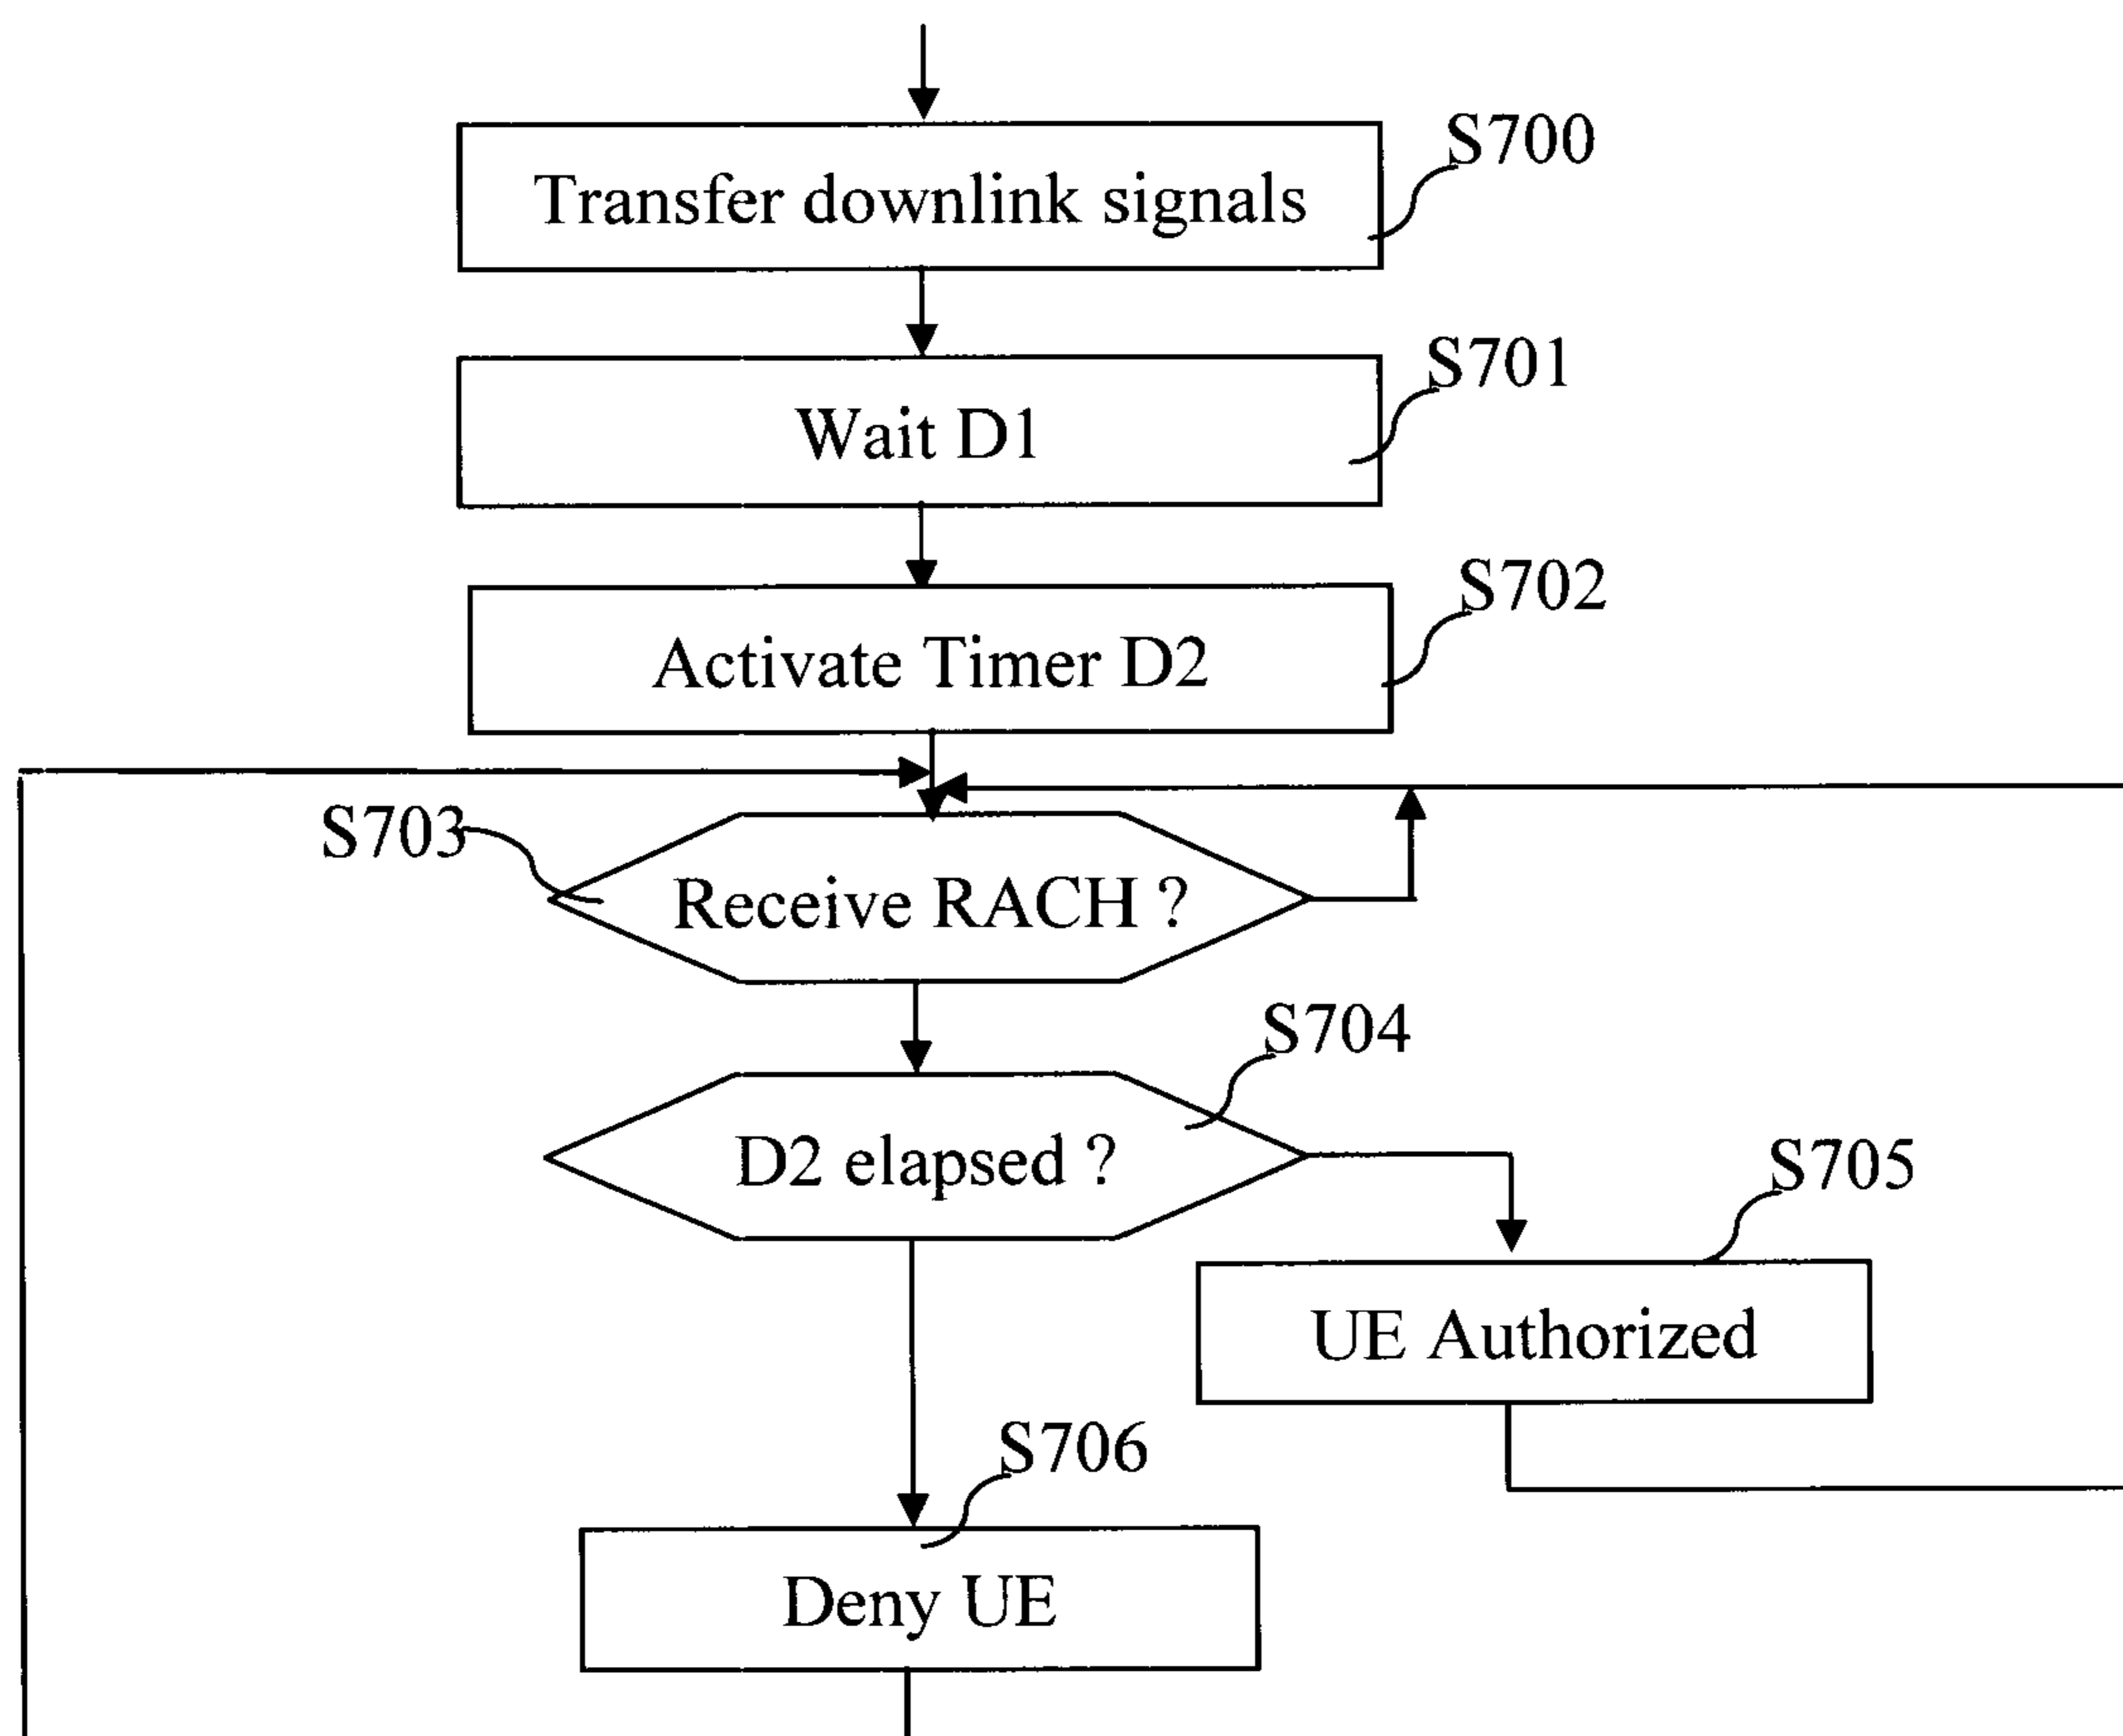 S700
Transfer downlink signals
S701
Wait D1
S702
Activate Timer D2
S703
Receive RACH ?
S704
D2 elapsed ?
S705
UE Authorized
S706
Deny UE